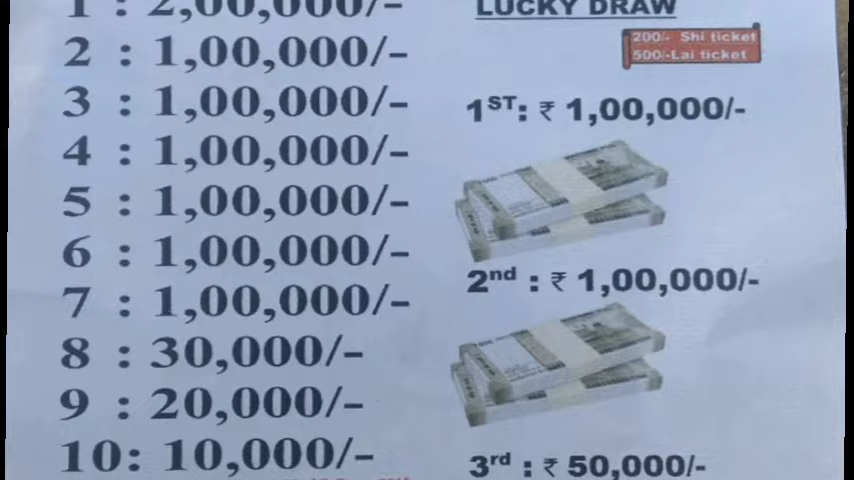 1 : 2,00,000/-
2 : 1,00,000/-
3 : 1,00,000/-
4 : 1,00,000/-
5 : 1,00,000/-
6 : 1,00,000/-
7 : 1,00,000/-
8 : 30,000/-
9 : 20,000/-
10: 10,000/-
LUCKY DRAW
200/- Shi ticket
500/-Lai ticket
1ST: ₹ 1,00,000/-
2nd : ₹ 1,00,000/-
3rd : ₹ 50,000/-